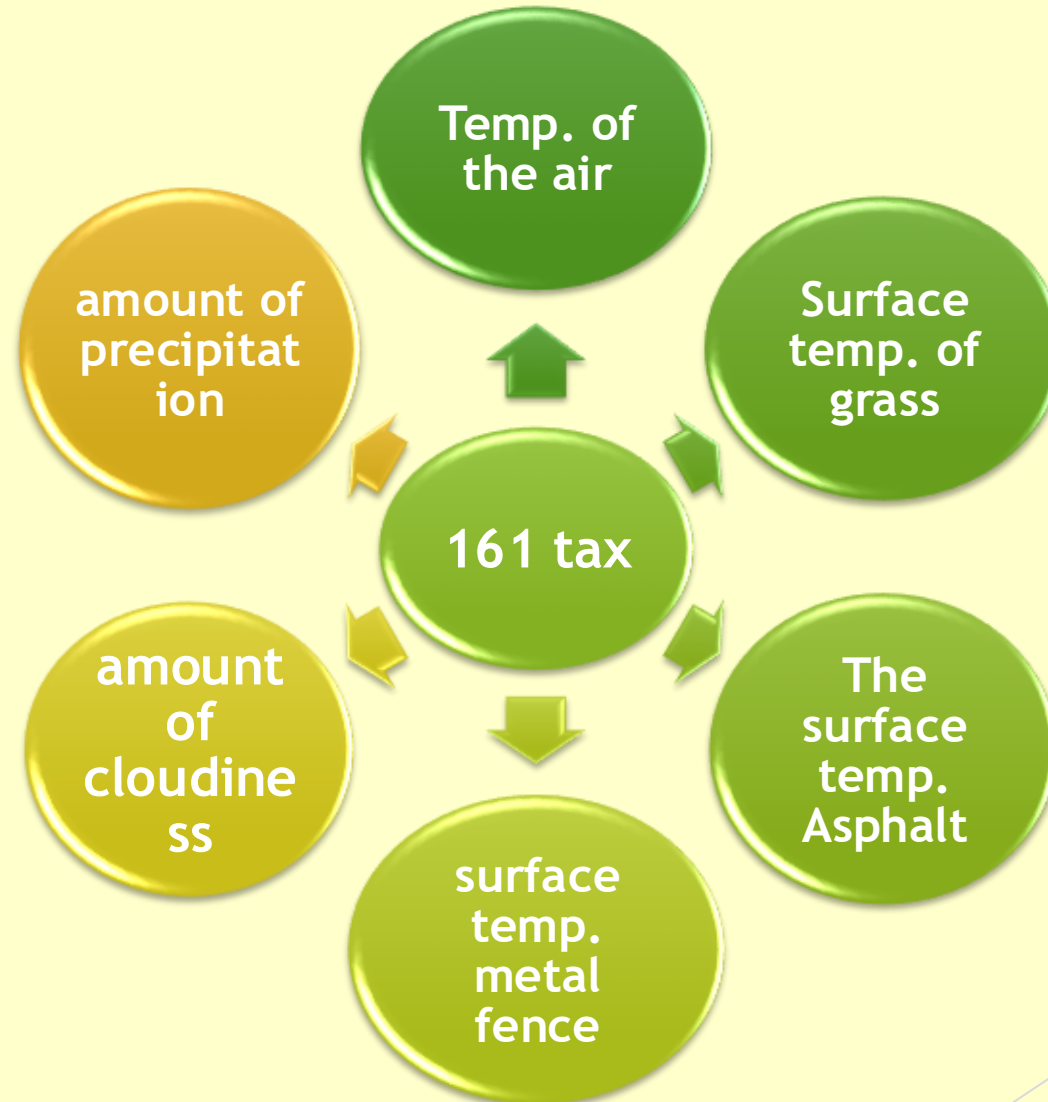 Temp. of
the air
Surface
temp. of
grass
The
surface
temp.
Asphalt
surface
temp.
metal
fence
amount
of
cloudine
ss
amount of
precipitat
ion
161 tax